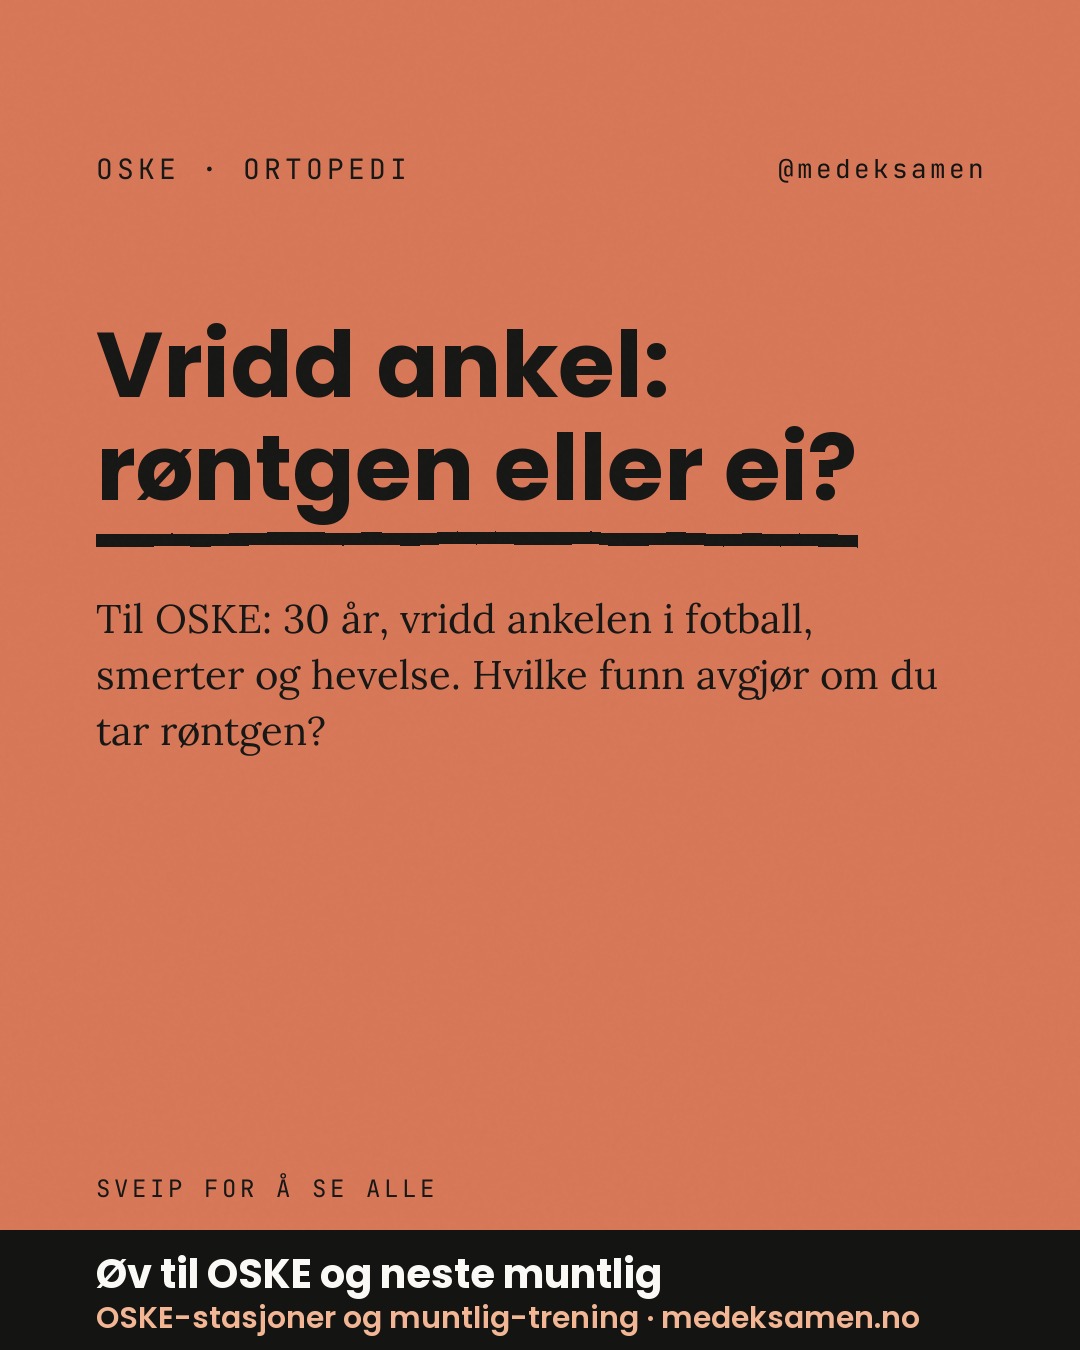 OSKE · ORTOPEDI
@medeksamen
Vridd ankel:
røntgen eller ei?
Til OSKE: 30 år, vridd ankelen i fotball,
smerter og hevelse. Hvilke funn avgjør om du
tar røntgen?
SVEIP FOR Å SE ALLE
Øv til OSKE og neste muntlig
OSKE-stasjoner og muntlig-trening · medeksamen.no